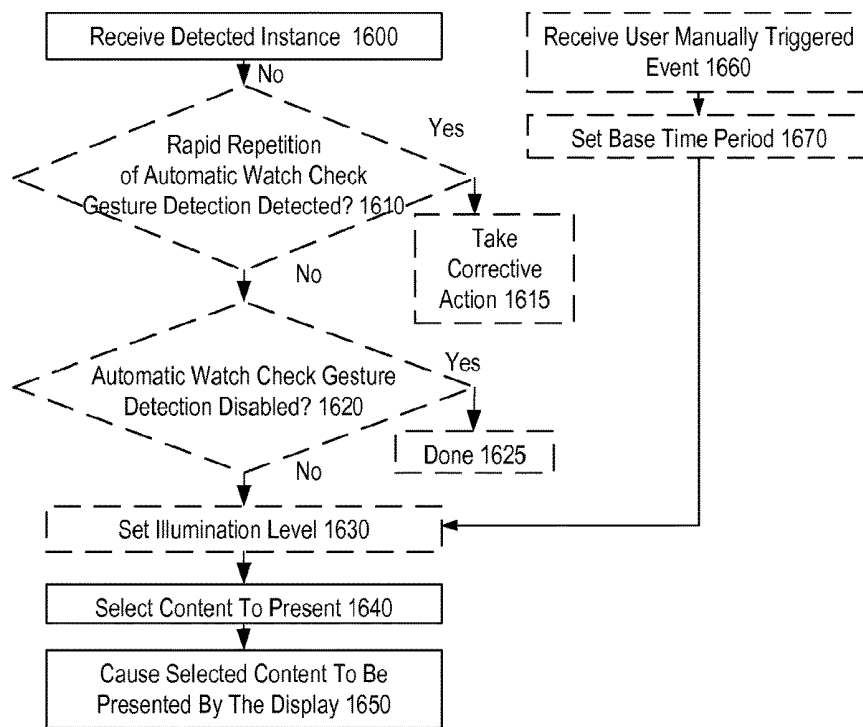 Receive Detected Instance 1600
No
Rapid Repetition
of Automatic Watch Check
Gesture Detection Detected? 1610
Yes
Take
Corrective
Action 1615
No
Automatic Watch Check Gesture
Detection Disabled? 1620
Yes
Done 1625
No
Set Illumination Level 1630
Select Content To Present 1640
Cause Selected Content To Be
Presented By The Display 1650
Receive User Manually Triggered
Event 1660
Set Base Time Period 1670